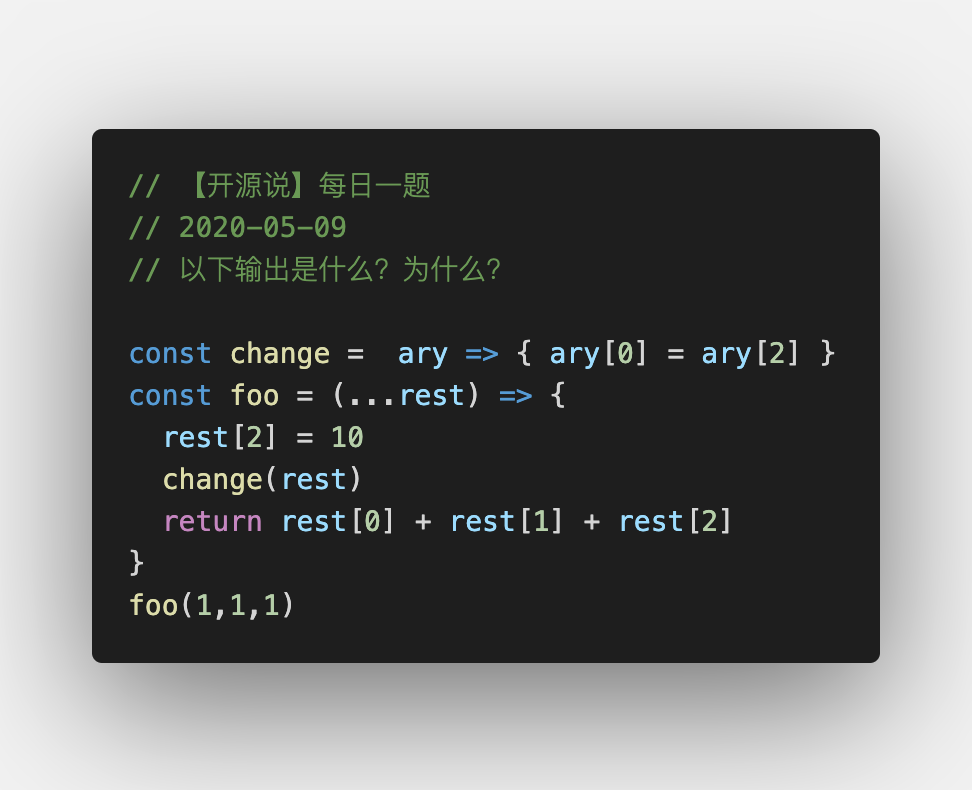 // 【开源说】每日一题
// 2020-05-09
// 以下输出是什么？为什么？
const change =  ary => { ary[0] = ary[2] }
const foo = (...rest) => {
  rest[2] = 10
  change(rest)
  return rest[0] + rest[1] + rest[2]
}
foo(1,1,1)